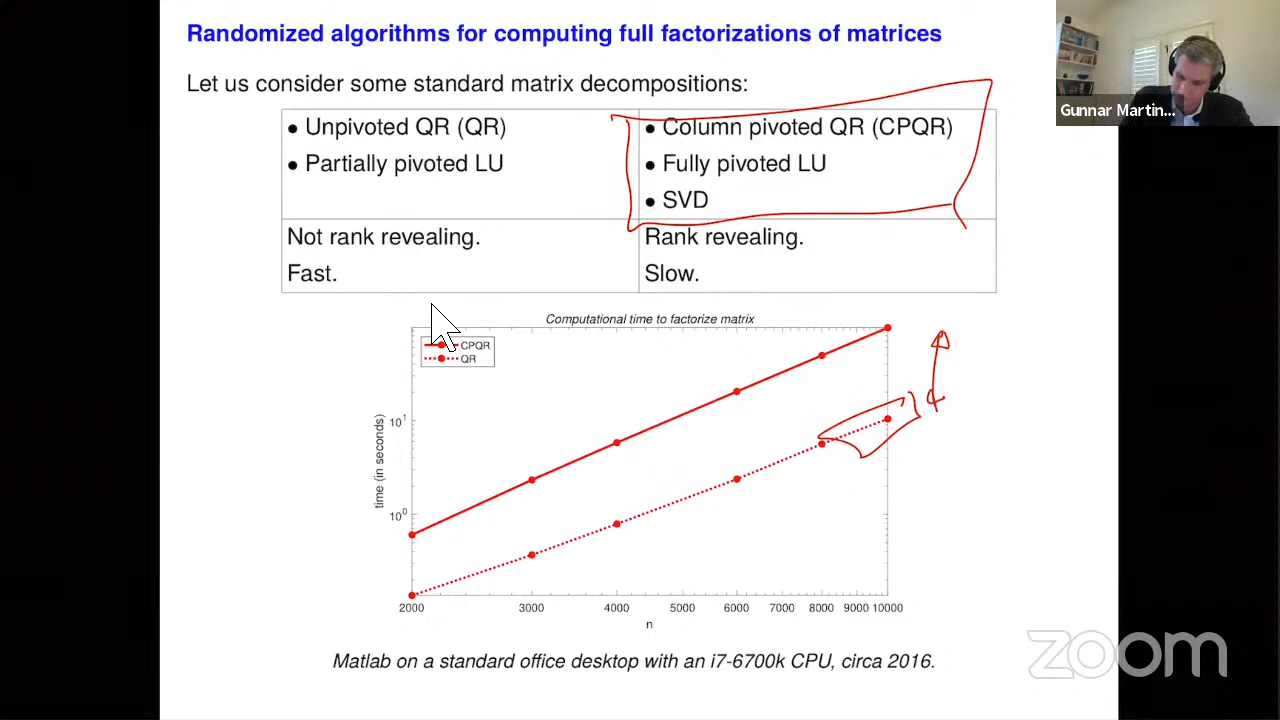 Randomized algorithms for computing full factorizations of matrices
Gunnar Martin...
Let us consider some standard matrix decompositions:
• Unpivoted QR (QR)
• Partially pivoted LU
• Column pivoted QR (CPQR)
• Fully pivoted LU
• SVD
Not rank revealing.
Fast.
Rank revealing.
Slow.
Computational time to factorize matrix
CPQR
QR
time (in seconds)
10^1
10^0
2000 3000 4000 5000 6000 7000 8000 9000 10000
n
Matlab on a standard office desktop with an i7-6700k CPU, circa 2016.
zoom